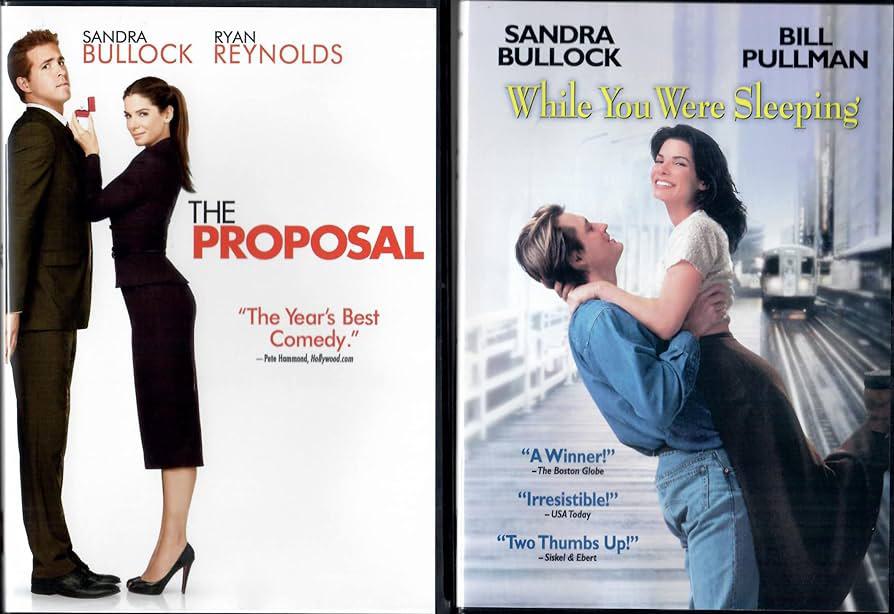 SANDRA
BULLOCK
RYAN
REYNOLDS
THE
PROPOSAL
“The Year’s Best
Comedy.”
— Pete Hammond, Hollywood.com
SANDRA
BULLOCK
BILL
PULLMAN
While You Were Sleeping
“A Winner!”
– The Boston Globe
“Irresistible!”
– USA Today
“Two Thumbs Up!”
– Siskel & Ebert